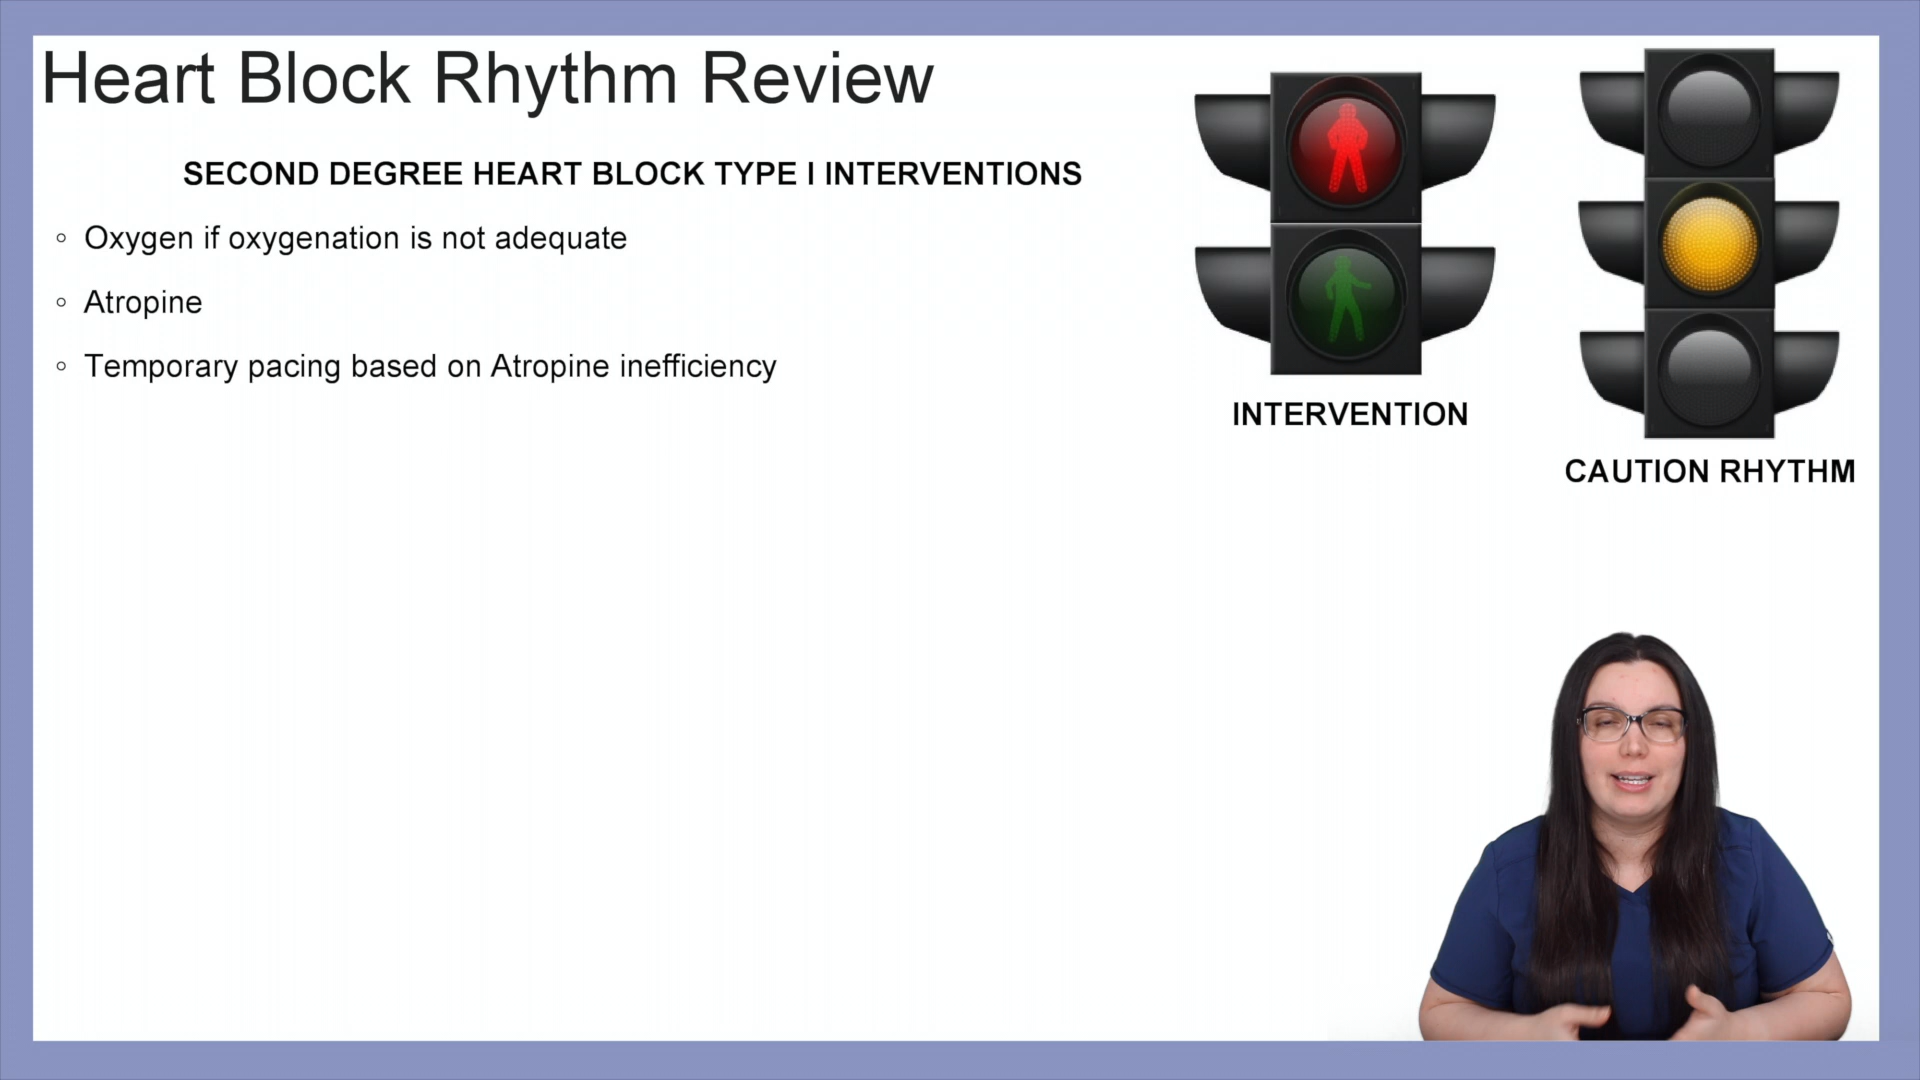 Heart Block Rhythm Review
SECOND DEGREE HEART BLOCK TYPE I INTERVENTIONS
◦ Oxygen if oxygenation is not adequate
◦ Atropine
◦ Temporary pacing based on Atropine inefficiency
INTERVENTION
CAUTION RHYTHM